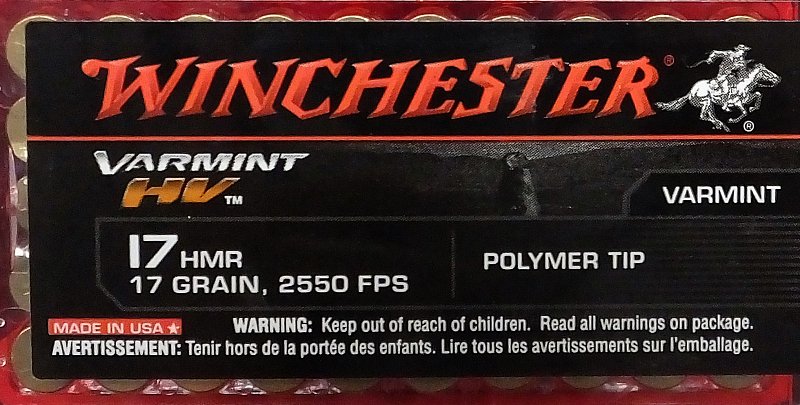 WINCHESTER®
®
VARMINT
HV™
VARMINT
17 HMR
17 GRAIN, 2550 FPS
POLYMER TIP
MADE IN USA ★
WARNING: Keep out of reach of children. Read all warnings on package.
AVERTISSEMENT: Tenir hors de la portée des enfants. Lire tous les avertissements sur l'emballage.